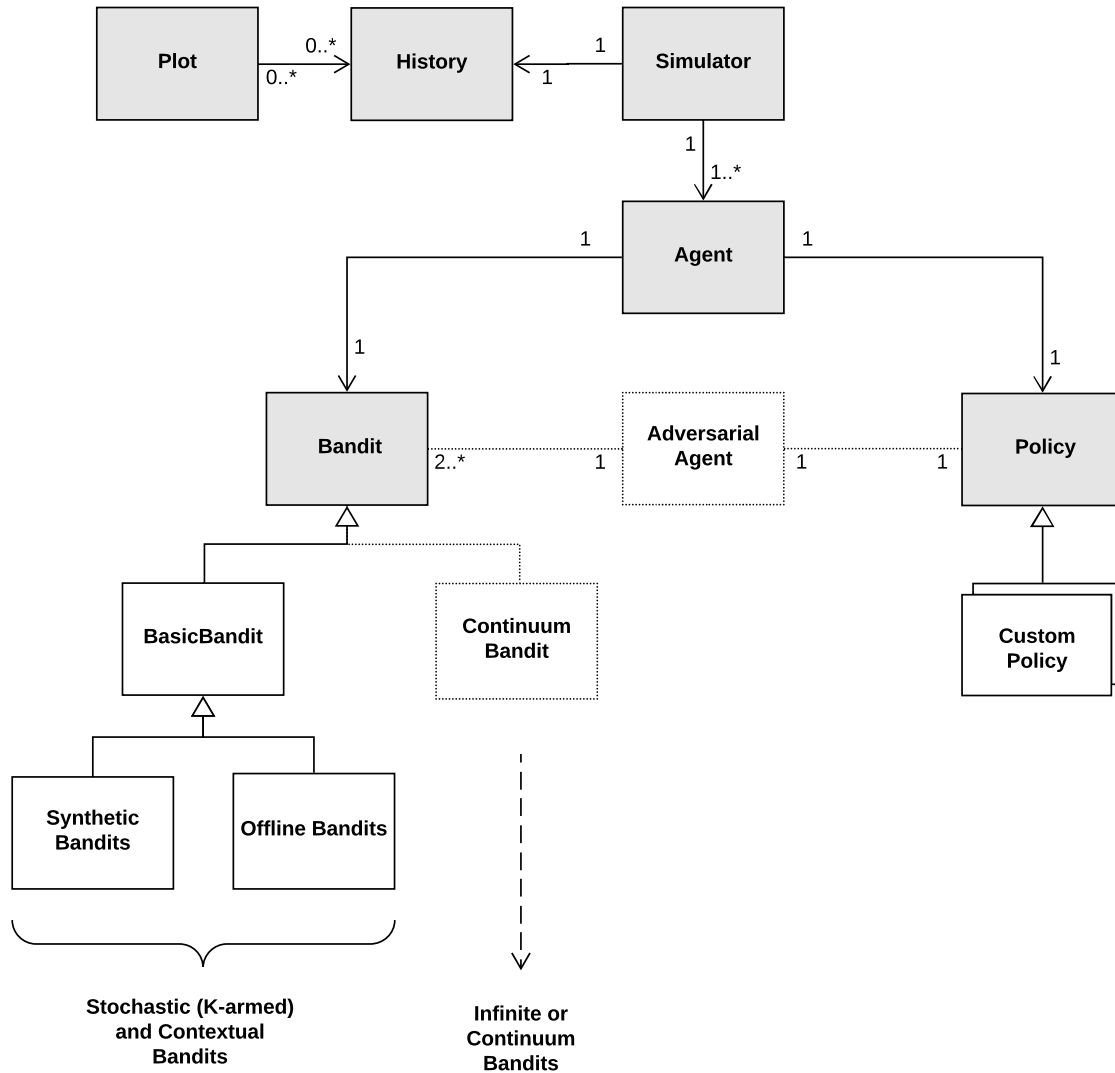 Plot
0..*
0..*
History
1
1
Simulator
1
1..*
1
Agent
1
1
1
Bandit
2..*
1
Adversarial
Agent
1
1
Policy
BasicBandit
Continuum
Bandit
Custom
Policy
Synthetic
Bandits
Offline Bandits
Stochastic (K-armed)
and Contextual
Bandits
Infinite or
Continuum
Bandits